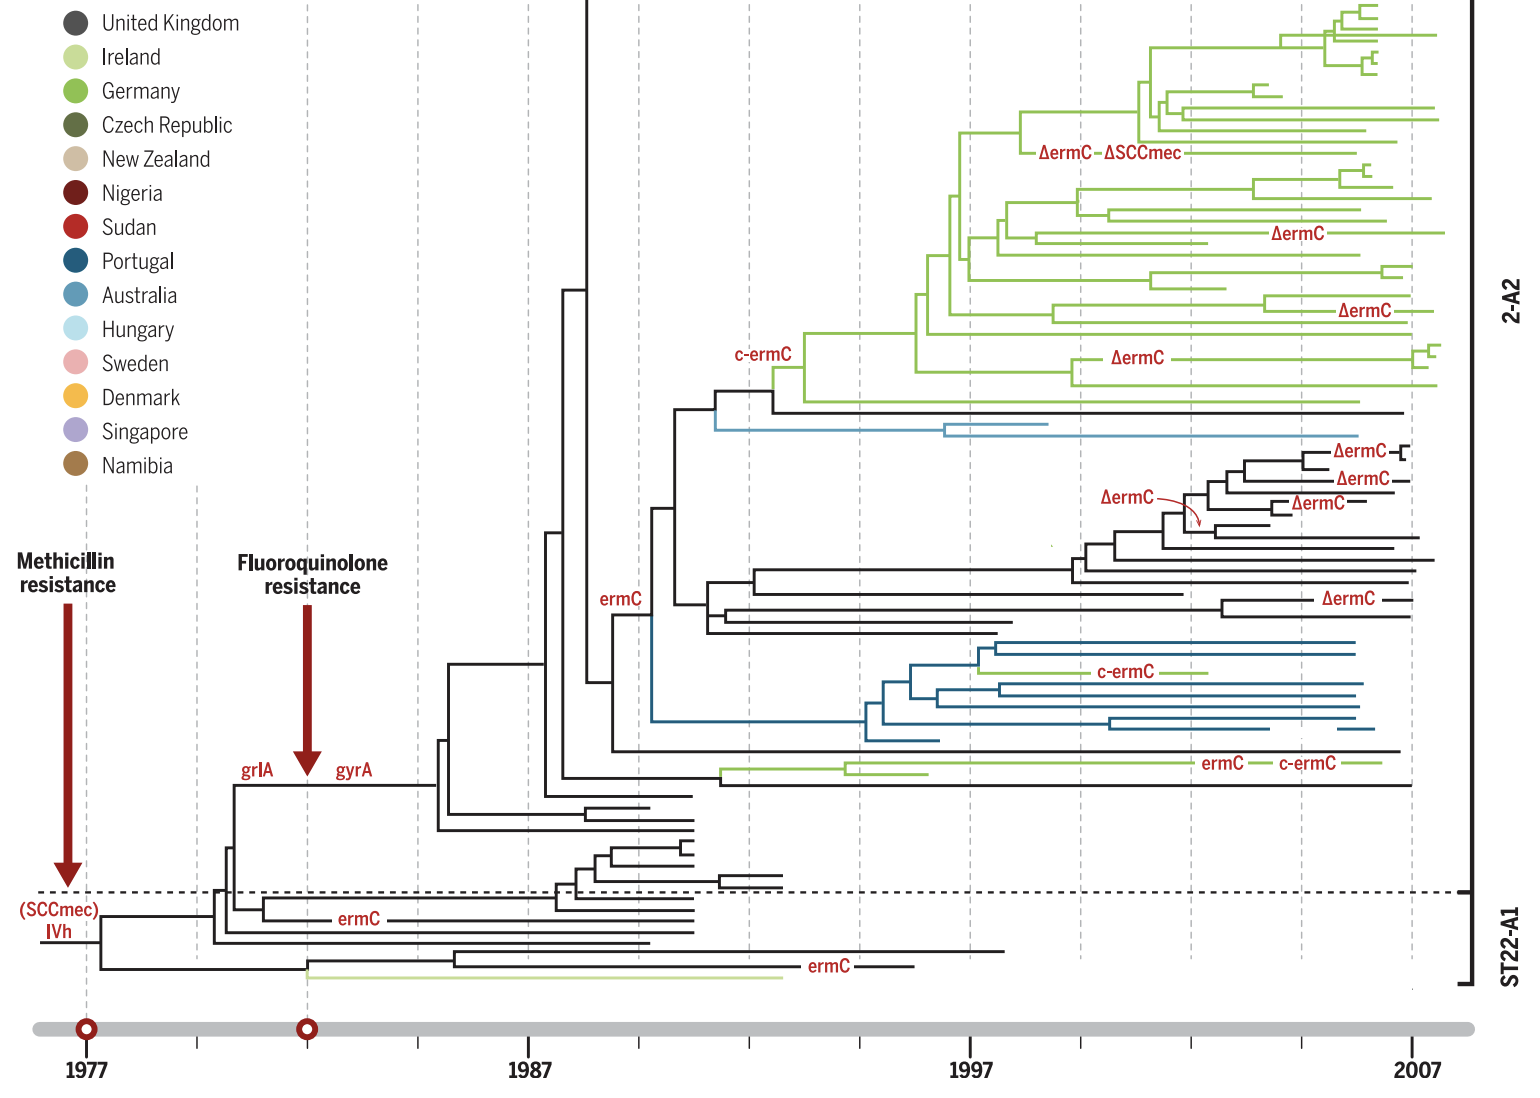 United Kingdom
Ireland
Germany
Czech Republic
New Zealand
Nigeria
Sudan
Portugal
Australia
Hungary
Sweden
Denmark
Singapore
Namibia
ΔermC ΔSCCmec
ΔermC
ΔermC
c-ermC
ΔermC
ΔermC
ΔermC
ΔermC
ΔermC
ermC
ΔermC
c-ermC
ermC c-ermC
2-A2
Methicillin
resistance
Fluoroquinolone
resistance
grlA gyrA
(SCCmec)
IVh
ermC
ermC
ST22-A1
1977 1987 1997 2007